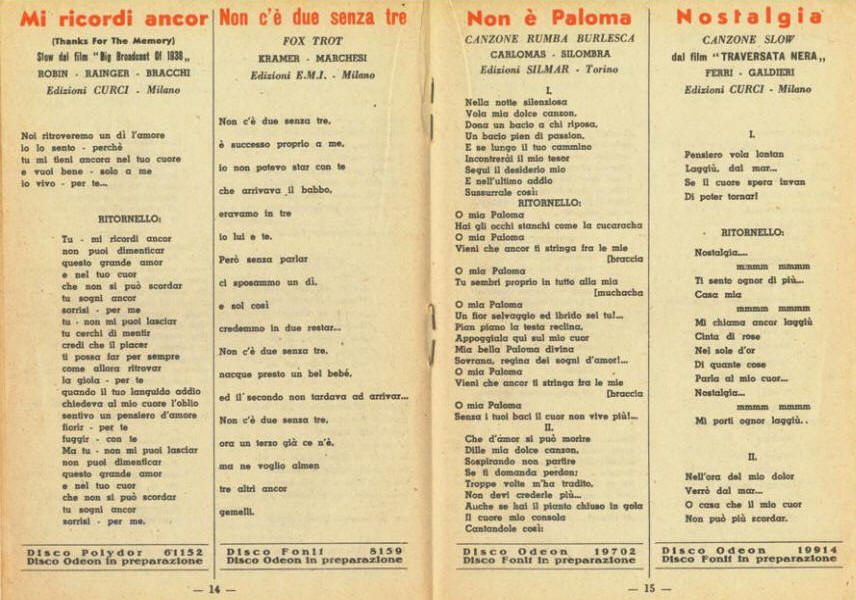 Mi ricordi ancor
(Thanks For The Memory)
Slow dal film "Big Broadcast Of 1938„
ROBIN - RAINGER - BRACCHI
Edizioni CURCI - Milano
Noi ritroveremo un dì l'amore
io lo sento - perchè
tu mi tieni ancora nel tuo cuore
e vuoi bene - solo a me
io vivo - per te...
RITORNELLO:
Tu - mi ricordi ancor
non puoi dimenticar
questo grande amor
e nel tuo cuor
che non si può scordar
tu sogni ancor
sorrisi - per me
tu - non mi puoi lasciar
tu cerchi di mentir
credi che il piacer
ti possa far per sempre
come allora ritrovar
la gioia - per te
quando il tuo languido addio
chiedeva al mio cuore l'oblio
sentivo un pensiero d'amore
fiorir - per te
fuggir - con te
Ma tu - non mi puoi lasciar
non puoi dimenticar
questo grande amor
e nel tuo cuor
che non si può scordar
tu sogni ancor
sorrisi - per me.
Disco Polydor 61152
Disco Odeon in preparazione
Non c'è due senza tre
FOX TROT
KRAMER - MARCHESI
Edizioni E.M.I. - Milano
Non c'è due senza tre,
è successo proprio a me,
io non potevo star con te
che arrivava il babbo,
eravamo in tre
io lui e te.
Però senza parlar
ci sposammo un dì,
e sol così
credemmo in due restar...
Non c'è due senza tre,
nacque presto un bel bebé,
ed il secondo non tardava ad arrivar...
Non c'è due senza tre,
ora un terzo già ce n'è,
ma ne voglio almen
tre altri ancor
gemelli.
Disco Fonit 8159
Disco Odeon in preparazione
— 14 —
Non è Paloma
CANZONE RUMBA BURLESCA
CARLOMAS - SILOMBRA
Edizioni SILMAR - Torino
I.
Nella notte silenziosa
Vola mia dolce canzon,
Dona un bacio a chi riposa,
Un bacio pien di passion,
E se lungo il tuo cammino
Incontrerài il mio tesor
Segui il desiderio mio
E nell'ultimo addio
Sussurrale così:
RITORNELLO:
O mia Paloma
Hai gli occhi stanchi come la cucaracha
O mia Paloma
Vieni che ancor ti stringa fra le mie
[braccia
O mia Paloma
Tu sembri proprio in tutto alla mia
[muchacha
O mia Paloma
Un fior selvaggio ed ibrido sei tu!...
Pian piano la testa reclina,
Appoggiala qui sul mio cuor
Mia bella Paloma divina
Sovrana, regina dei sogni d'amor!...
O mia Paloma
Vieni che ancor ti stringa fra le mie
[braccia
O mia Paloma
Senza i tuoi baci il cuor non vive più!...
II.
Che d'amor si può morire
Dille mia dolce canzon,
Sospirando non partire
Se ti domanda perdon;
Troppe volte m'ha tradito,
Non devi crederle più...
Anche se hai il pianto chiuso in gola
Il cuore mio consola
Cantandole così:
Disco Odeon 19702
Disco Fonit in preparazione
Nostalgia
CANZONE SLOW
dal film "TRAVERSATA NERA„
FERRI - GALDIERI
Edizioni CURCI - Milano
I.
Pensiero vola lontan
Laggiù, dal mar...
Se il cuore spera invan
Di poter tornar!
RITORNELLO:
Nostalgia....
mmmm mmmm
Ti sento ognor di più...
Casa mia
mmmm mmmm
Mi chiama ancor laggiù
Cinta di rose
Nel sole d'or
Di quante cose
Parla al mio cuor...
Nostalgia...
mmmm mmmm
Mi porti ognor laggiù..
II.
Nell'ora del mio dolor
Verrò dal mar...
O casa che il mio cuor
Non può più scordar.
Disco Odeon 19914
Disco Fonit in preparazione
— 15 —